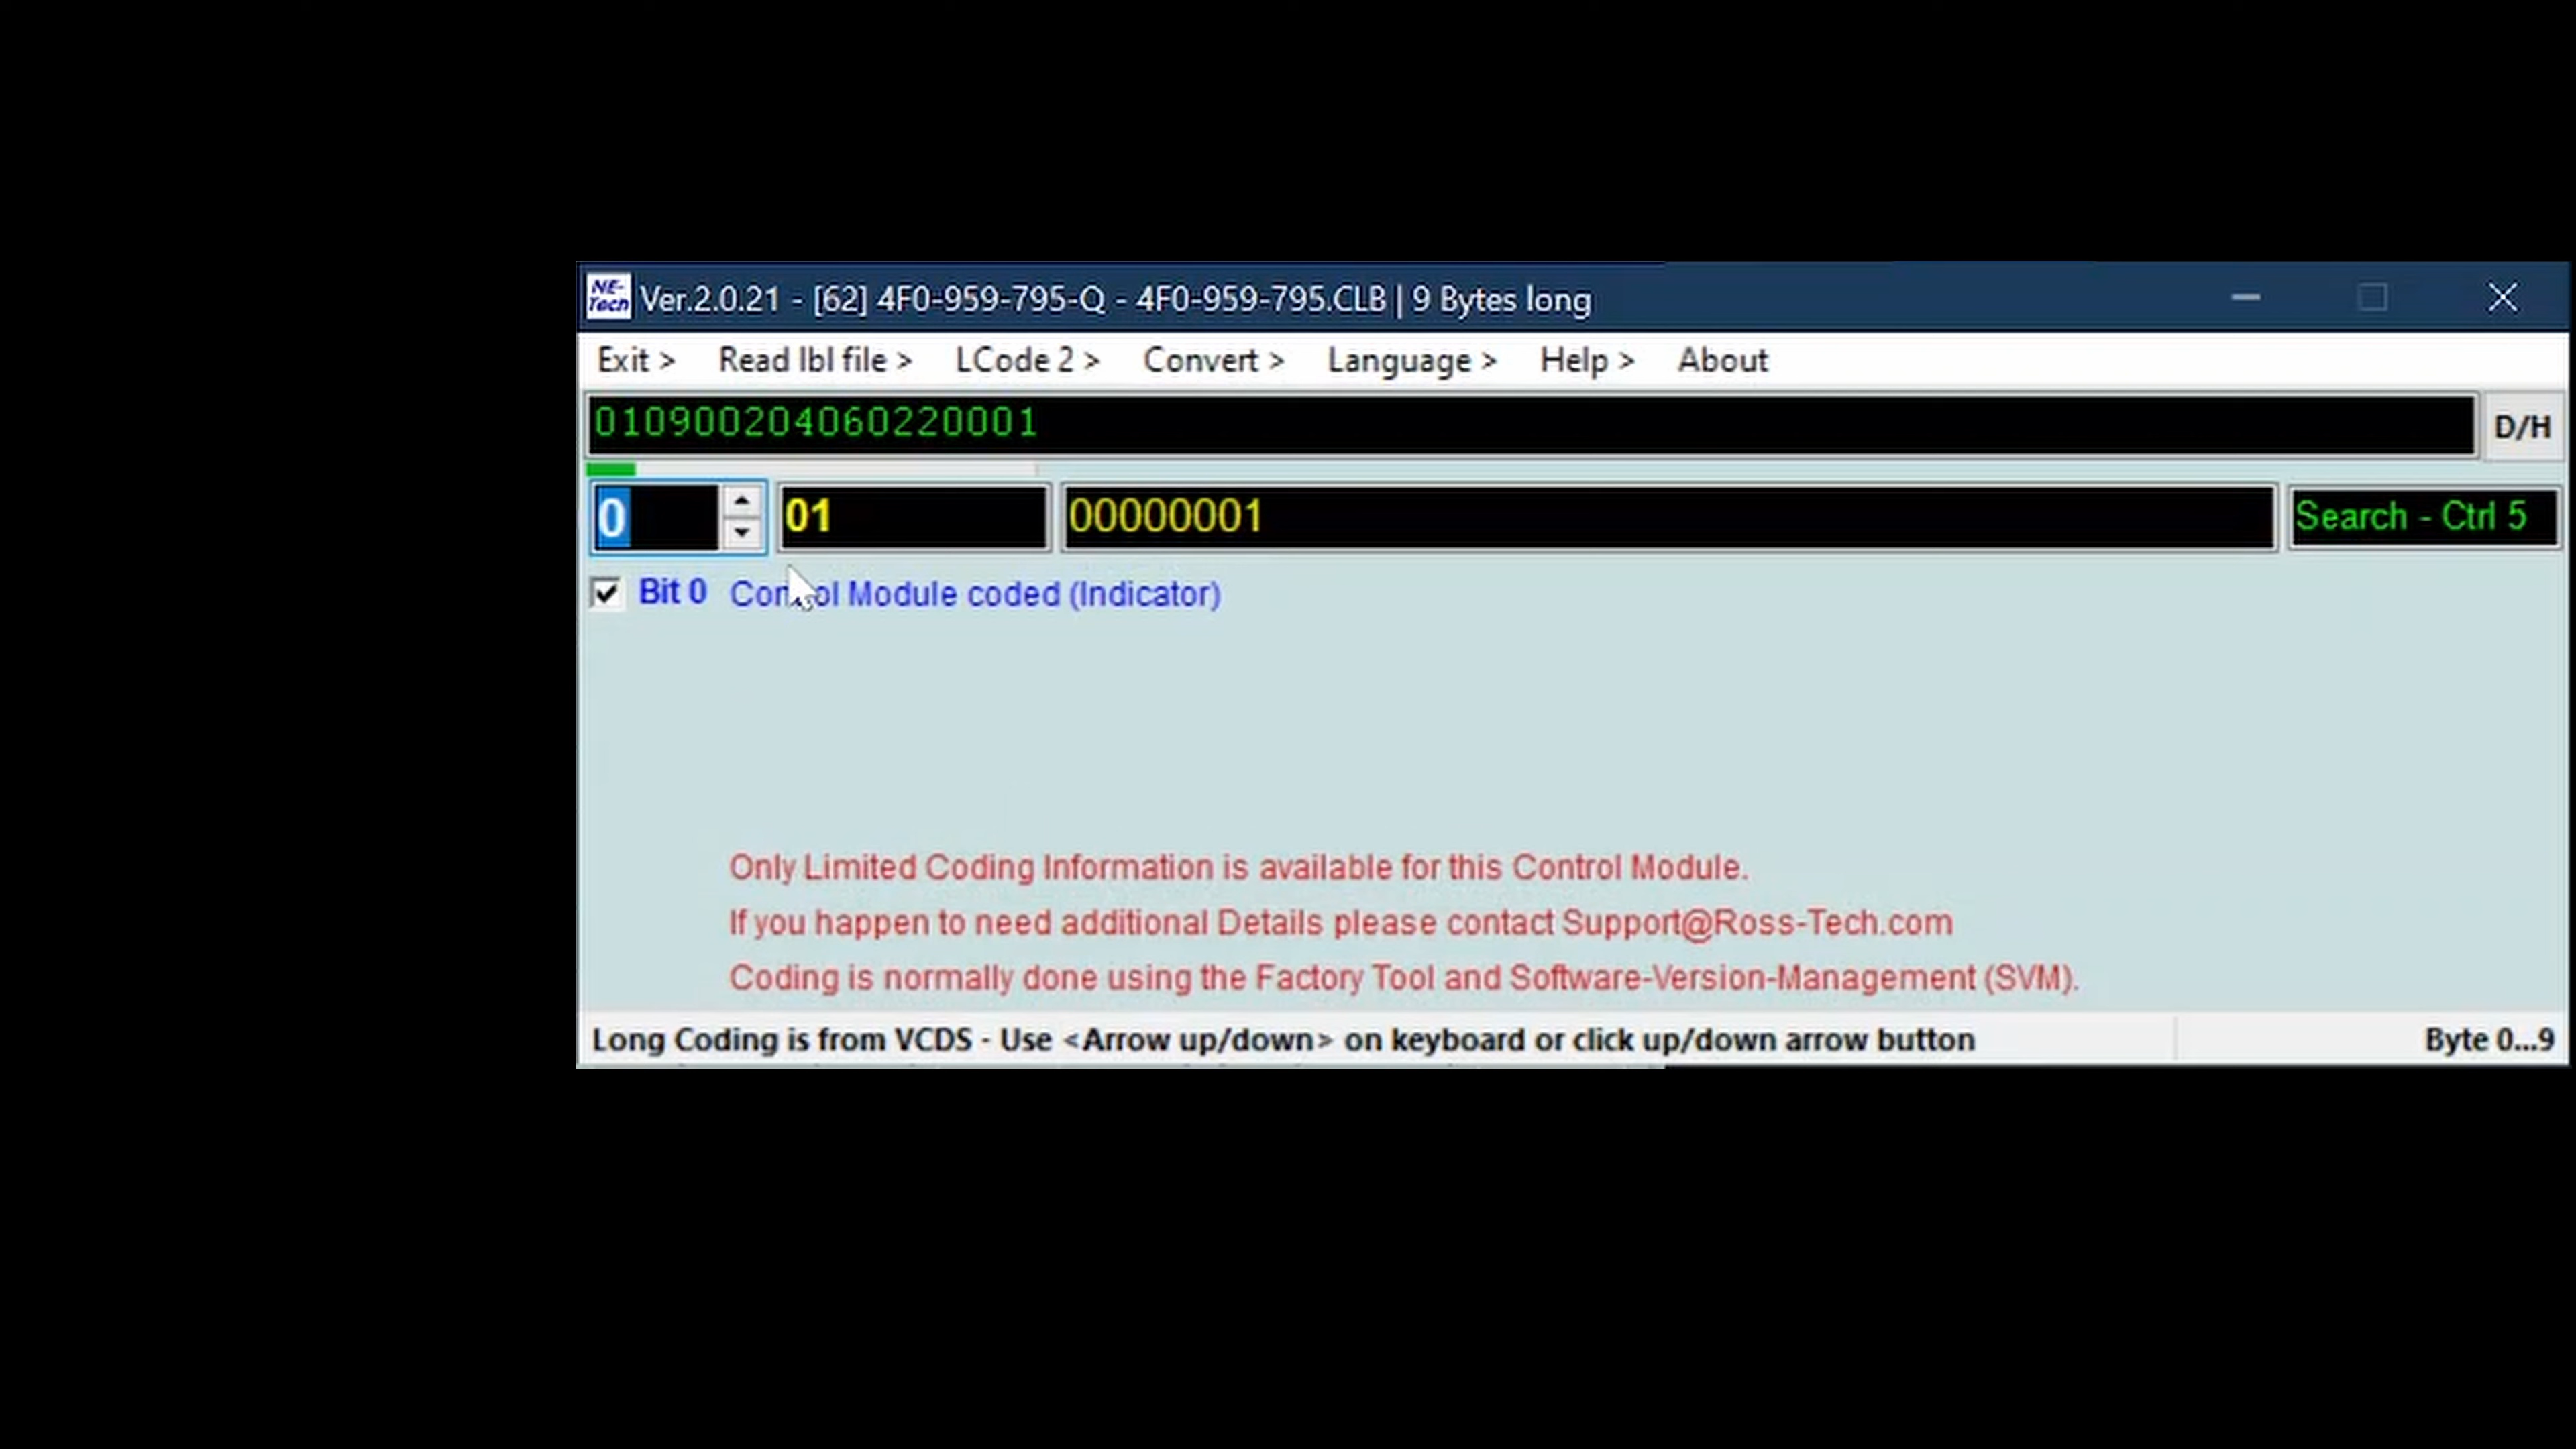 NE-
Tech
Ver.2.0.21 - [62] 4F0-959-795-Q - 4F0-959-795.CLB | 9 Bytes long
Exit > Read lbl file > LCode 2 > Convert > Language > Help > About
010900204060220001 D/H
0 01 00000001 Search - Ctrl 5
Bit 0 Control Module coded (Indicator)
Only Limited Coding Information is available for this Control Module.
If you happen to need additional Details please contact Support@Ross-Tech.com
Coding is normally done using the Factory Tool and Software-Version-Management (SVM).
Long Coding is from VCDS - Use <Arrow up/down> on keyboard or click up/down arrow button Byte 0...9